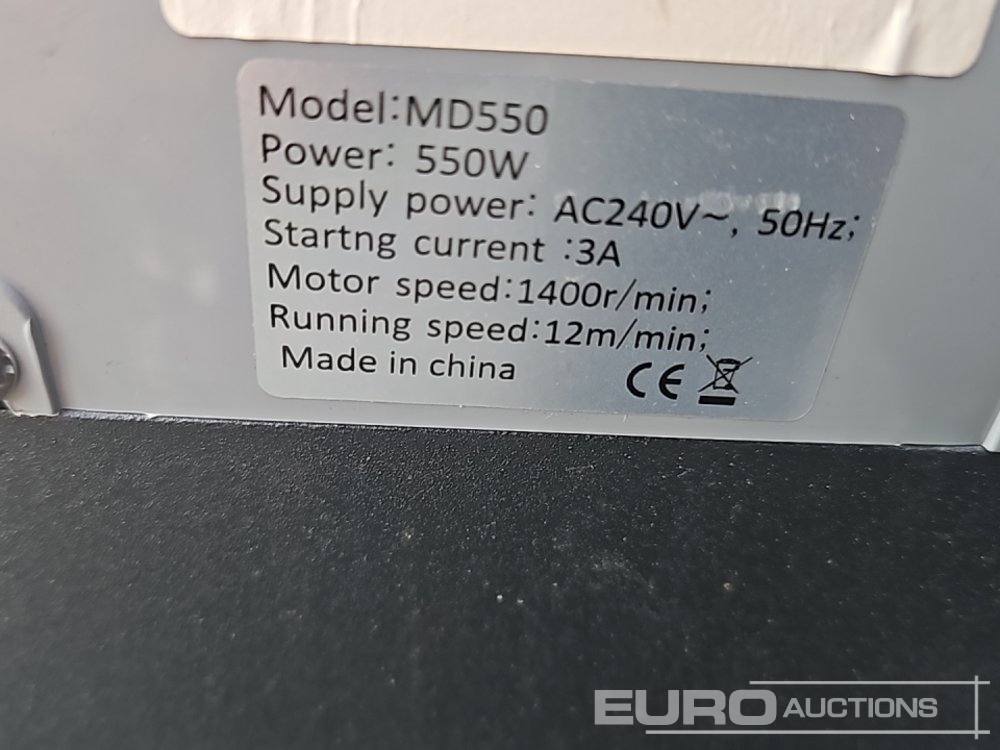 Model:MD550
Power: 550W
Supply power: AC240V~, 50Hz;
Startng current :3A
Motor speed:1400r/min;
Running speed:12m/min;
Made in china
CE
EURO AUCTIONS